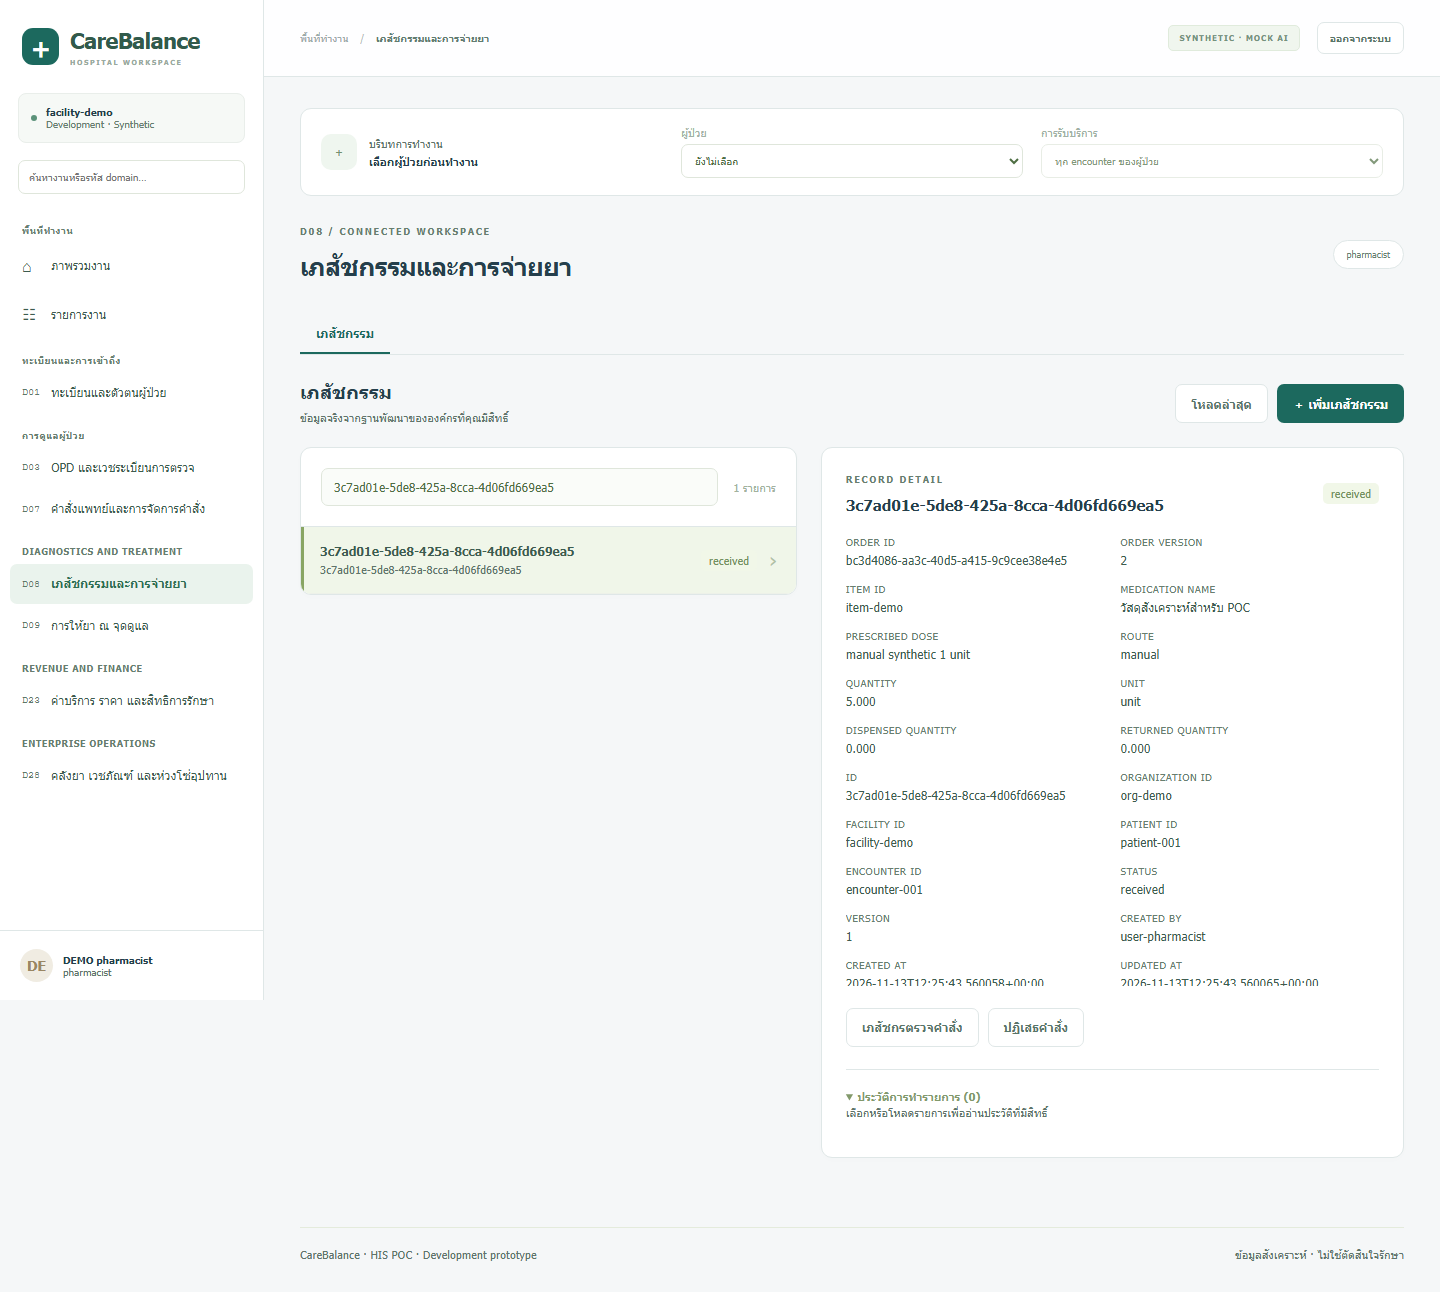 CareBalance
HOSPITAL WORKSPACE
facility-demo
Development · Synthetic
ค้นหางานหรือรหัส domain...
พื้นที่ทำงาน
ภาพรวมงาน
รายการงาน
ทะเบียนและการเข้าถึง
D01 ทะเบียนและตัวตนผู้ป่วย
การดูแลผู้ป่วย
D03 OPD และเวชระเบียนการตรวจ
D07 คำสั่งแพทย์และการจัดการคำสั่ง
DIAGNOSTICS AND TREATMENT
D08 เภสัชกรรมและการจ่ายยา
D09 การให้ยา ณ จุดดูแล
REVENUE AND FINANCE
D23 ค่าบริการ ราคา และสิทธิการรักษา
ENTERPRISE OPERATIONS
D28 คลังยา เวชภัณฑ์ และห่วงโซ่อุปทาน
DE
DEMO pharmacist
pharmacist
พื้นที่ทำงาน / เภสัชกรรมและการจ่ายยา
SYNTHETIC · MOCK AI
ออกจากระบบ
บริบทการทำงาน
เลือกผู้ป่วยก่อนทำงาน
ผู้ป่วย
ยังไม่เลือก
การรับบริการ
ทุก encounter ของผู้ป่วย
D08 / CONNECTED WORKSPACE
เภสัชกรรมและการจ่ายยา
pharmacist
เภสัชกรรม
เภสัชกรรม
ข้อมูลจริงจากฐานพัฒนาขององค์กรที่คุณมีสิทธิ์
โหลดล่าสุด
+ เพิ่มเภสัชกรรม
3c7ad01e-5de8-425a-8cca-4d06fd669ea5
1 รายการ
3c7ad01e-5de8-425a-8cca-4d06fd669ea5
3c7ad01e-5de8-425a-8cca-4d06fd669ea5
received
RECORD DETAIL
3c7ad01e-5de8-425a-8cca-4d06fd669ea5
received
ORDER ID
bc3d4086-aa3c-40d5-a415-9c9cee38e4e5
ORDER VERSION
2
ITEM ID
item-demo
MEDICATION NAME
วัสดุสังเคราะห์สำหรับ POC
PRESCRIBED DOSE
manual synthetic 1 unit
ROUTE
manual
QUANTITY
5.000
UNIT
unit
DISPENSED QUANTITY
0.000
RETURNED QUANTITY
0.000
ID
3c7ad01e-5de8-425a-8cca-4d06fd669ea5
ORGANIZATION ID
org-demo
FACILITY ID
facility-demo
PATIENT ID
patient-001
ENCOUNTER ID
encounter-001
STATUS
received
VERSION
1
CREATED BY
user-pharmacist
CREATED AT
2026-11-13T12:25:43.560058+00:00
UPDATED AT
2026-11-13T12:25:43.560065+00:00
เภสัชกรตรวจคำสั่ง
ปฏิเสธคำสั่ง
▼ ประวัติการทำรายการ (0)
เลือกหรือโหลดรายการเพื่ออ่านประวัติที่มีสิทธิ์
CareBalance · HIS POC · Development prototype
ข้อมูลสังเคราะห์ · ไม่ใช้ตัดสินใจรักษา